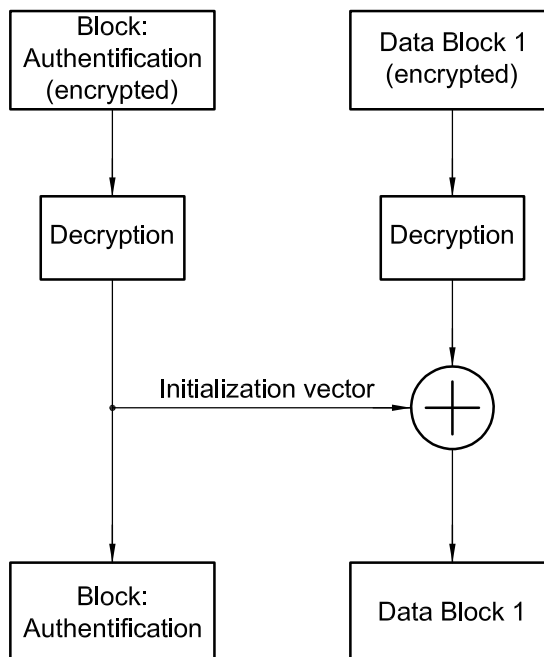 Block:
Authentification
(encrypted)
Data Block 1
(encrypted)
Decryption
Decryption
Initialization vector
Block:
Authentification
Data Block 1